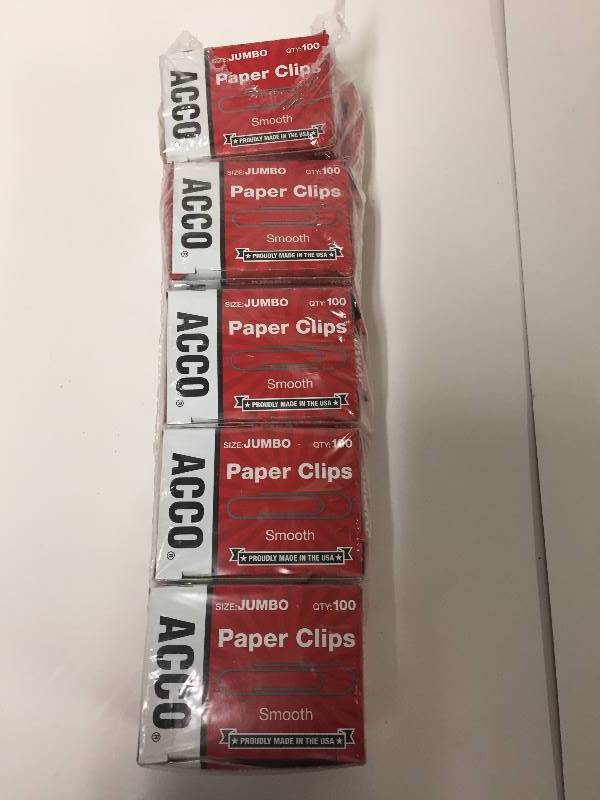 SIZE:JUMBO QTY:100
Paper Clips
Smooth
★ PROUDLY MADE IN THE USA ★
ACCO
SIZE:JUMBO QTY:100
Paper Clips
Smooth
★ PROUDLY MADE IN THE USA ★
ACCO®
SIZE:JUMBO QTY:100
Paper Clips
Smooth
★ PROUDLY MADE IN THE USA ★
ACCO®
SIZE:JUMBO QTY:100
Paper Clips
Smooth
★ PROUDLY MADE IN THE USA ★
ACCO®
SIZE:JUMBO QTY:100
Paper Clips
Smooth
★ PROUDLY MADE IN THE USA ★
ACCO®